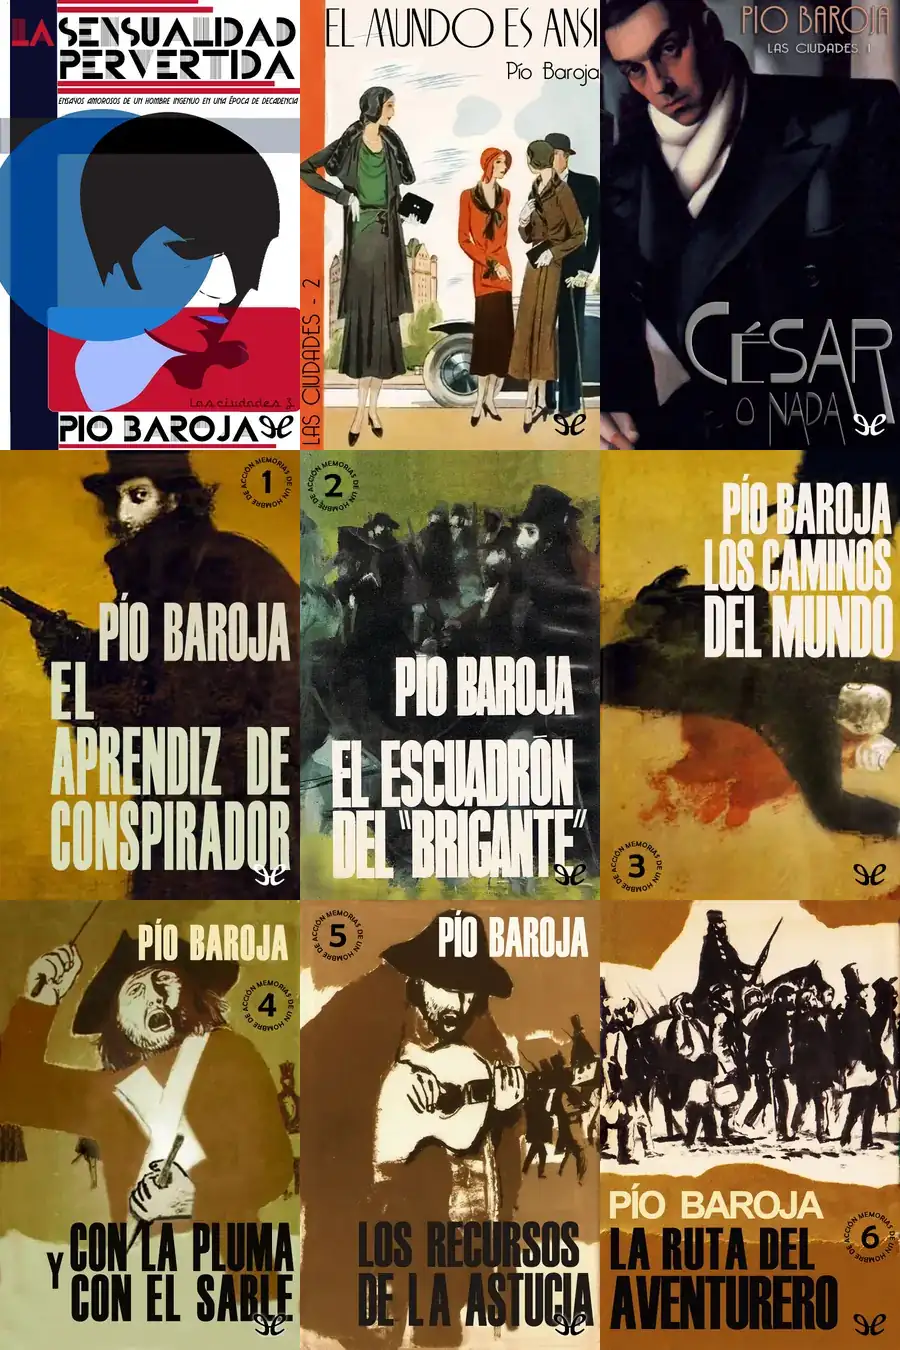 LA SENSUALIDAD
PERVERTIDA
ENSAYOS AMOROSOS DE UN HOMBRE INGENUO EN UNA ÉPOCA DE DECADENCIA
Las ciudades 3
PIO BAROJA
EL MUNDO ES ANSI
Pío Baroja
LAS CIUDADES - 2
PIO BAROJA
LAS CIUDADES 1
CÉSAR
O NADA
MEMORIAS DE UN HOMBRE DE ACCIÓN
1
PÍO BAROJA
EL
APRENDIZ DE
CONSPIRADOR
MEMORIAS DE UN HOMBRE DE ACCIÓN
2
PÍO BAROJA
EL ESCUADRÓN
DEL "BRIGANTE"
PÍO BAROJA
LOS CAMINOS
DEL MUNDO
MEMORIAS DE UN HOMBRE DE ACCIÓN
3
PÍO BAROJA
MEMORIAS DE UN HOMBRE DE ACCIÓN
4
Y CON LA PLUMA
CON EL SABLE
MEMORIAS DE UN HOMBRE DE ACCIÓN
5
PÍO BAROJA
LOS RECURSOS
DE LA ASTUCIA
PÍO BAROJA
LA RUTA DEL
AVENTURERO
MEMORIAS DE UN HOMBRE DE ACCIÓN
6